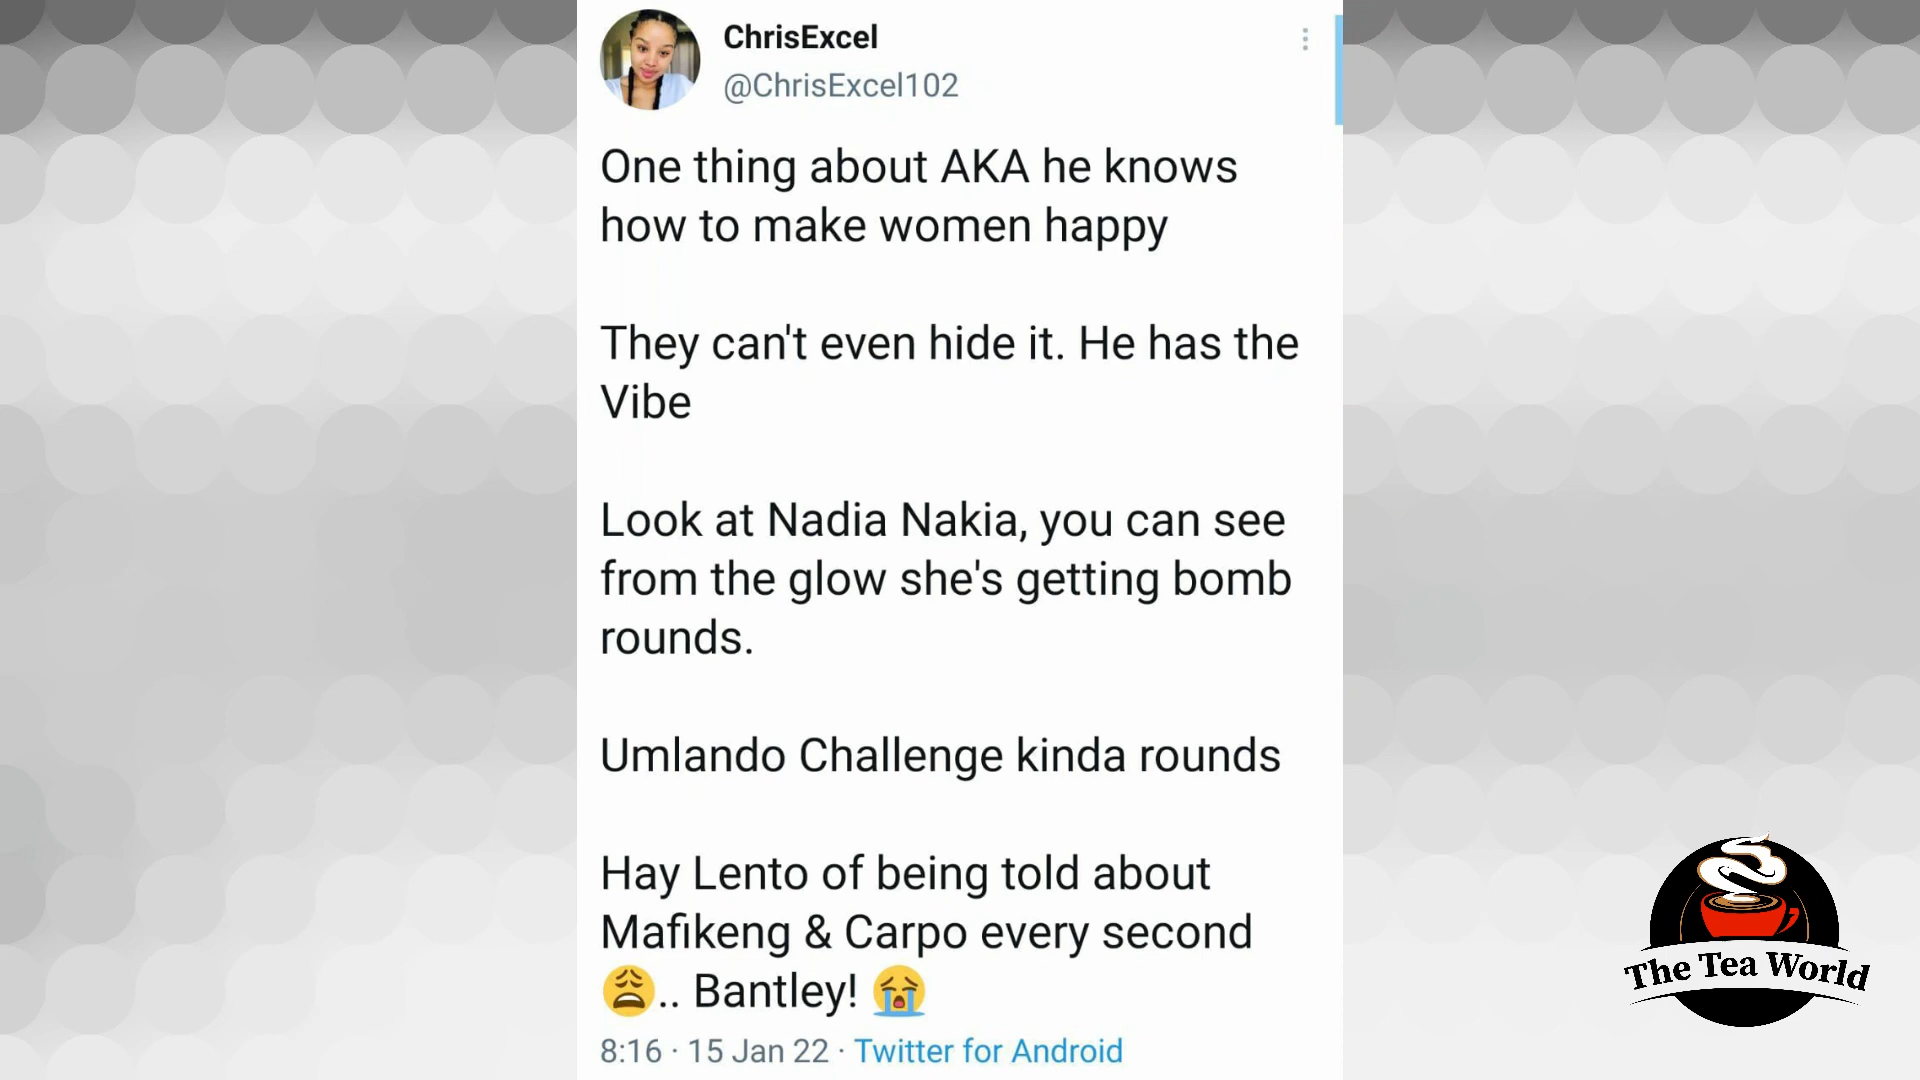 ChrisExcel
@ChrisExcel102
One thing about AKA he knows
how to make women happy
They can't even hide it. He has the
Vibe
Look at Nadia Nakia, you can see
from the glow she's getting bomb
rounds.
Umlando Challenge kinda rounds
Hay Lento of being told about
Mafikeng & Carpo every second
😩.. Bantley! 😭
8:16 · 15 Jan 22 · Twitter for Android
The Tea World